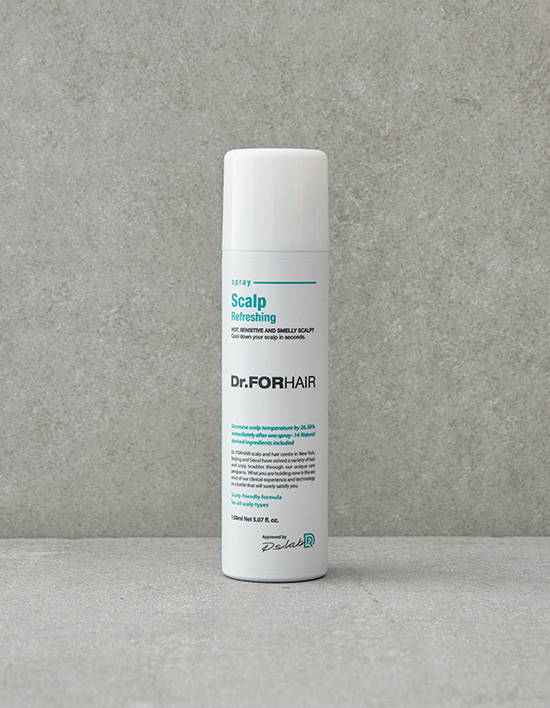 spray
Scalp
Refreshing
HOT, SENSITIVE AND SMELLY SCALP?
Cool down your scalp in seconds.
Dr.FORHAIR
Decrease scalp temperature by 26.58%
immediately after one spray - 14 Natural
derived ingredients included
Dr.FORHAIR scalp and hair centre in New York,
Beijing and Seoul have solved a variety of hair
and scalp troubles through our unique care
programs. What you are holding now is the ess
ence of our clinical experience and technology
in a battle that will surely satisfy you.
Scalp-friendly formula
for all scalp types
150ml Net 5.07 fl. oz.
Approved by